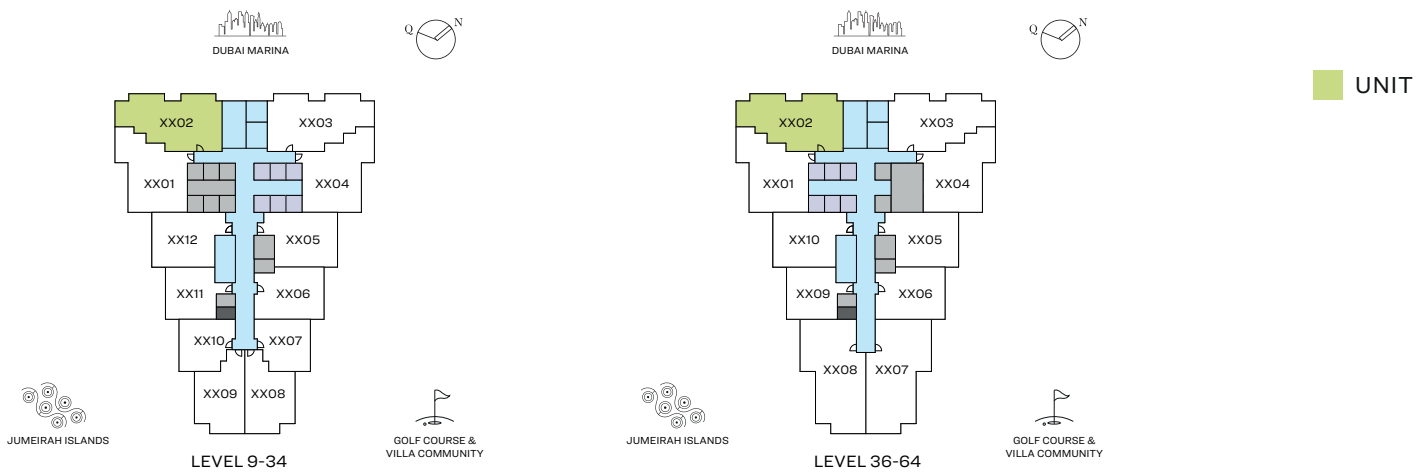 Q N
DUBAI MARINA
XX02
XX03
XX01
XX04
XX12
XX05
XX11
XX06
XX10
XX07
XX09
XX08
JUMEIRAH ISLANDS
GOLF COURSE &
VILLA COMMUNITY
LEVEL 9-34
Q N
DUBAI MARINA
XX02
XX03
XX01
XX04
XX10
XX05
XX09
XX06
XX08
XX07
JUMEIRAH ISLANDS
GOLF COURSE &
VILLA COMMUNITY
LEVEL 36-64
UNIT